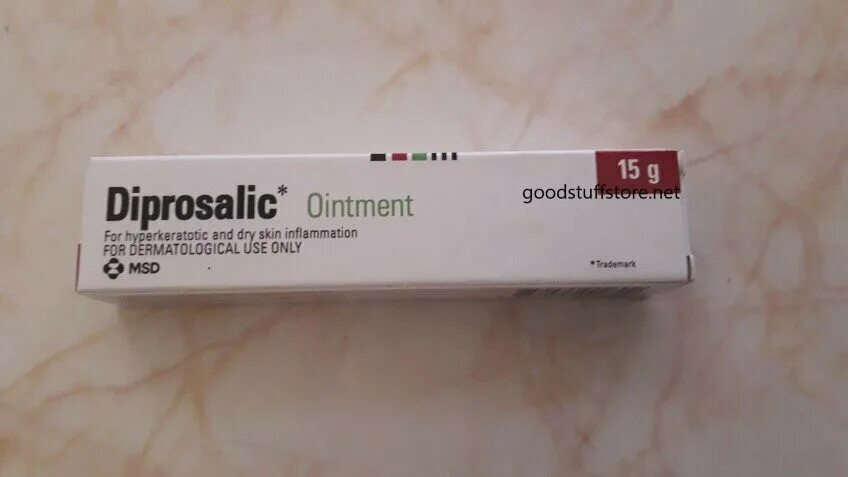 15 g
goodstuffstore.net
Diprosalic* Ointment
For hyperkeratotic and dry skin inflammation
FOR DERMATOLOGICAL USE ONLY
MSD
*Trademark